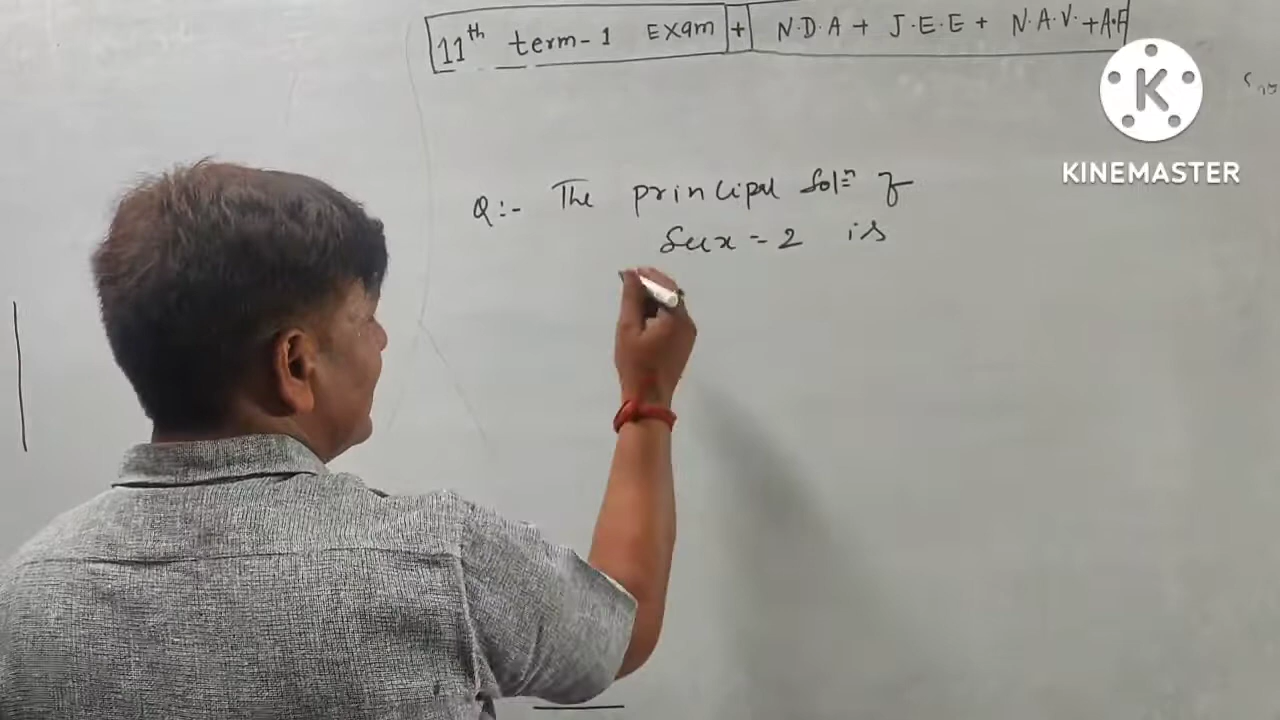 11th term-1 Exam + N.D.A + J.E.E + N.A.V. + A.F
K
KINEMASTER
Q:- The principal Sol=n of
Secx = 2 is